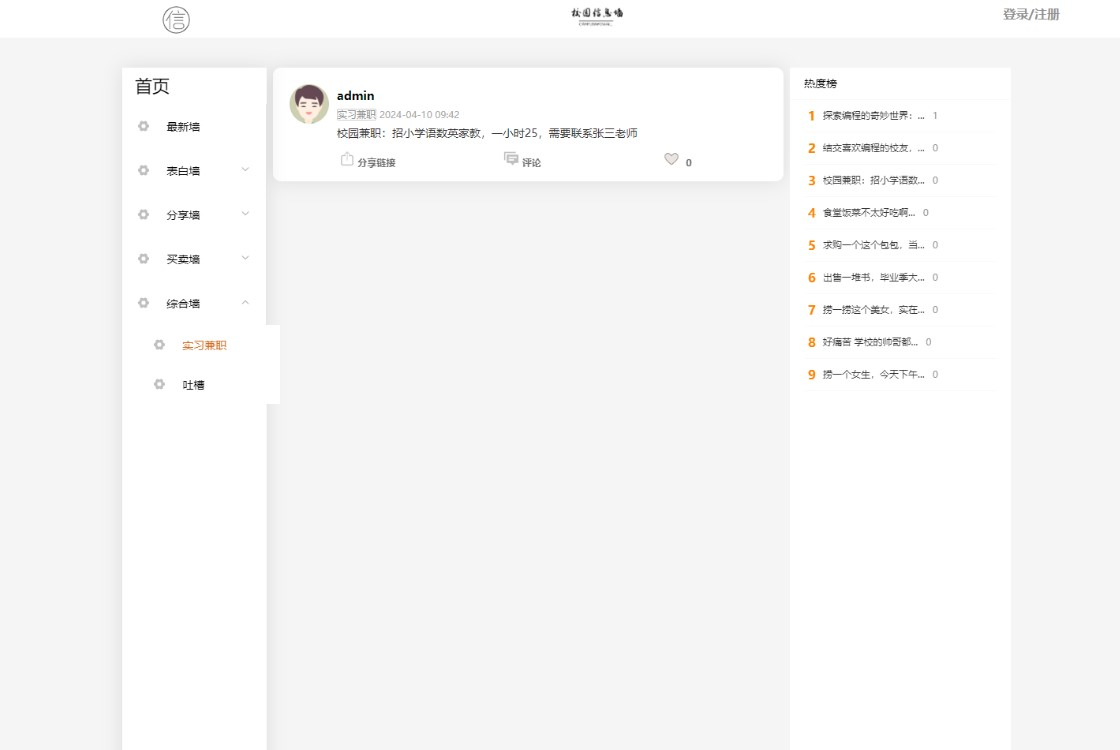 信
校园信息墙
登录/注册
首页
最新墙
表白墙
分享墙
买卖墙
综合墙
实习兼职
吐槽
admin
实习兼职 2024-04-10 09:42
校园兼职：招小学语数英家教，一小时25，需要联系张三老师
分享链接 评论 0
热度榜
1 探索编程的奇妙世界：... 1
2 结交喜欢编程的校友，... 0
3 校园兼职：招小学语数... 0
4 食堂饭菜不太好吃啊... 0
5 求购一个这个包包，当... 0
6 出售一堆书，毕业季大... 0
7 捞一捞这个美女，实在... 0
8 好痛苦 学校的帅哥都... 0
9 捞一个女生，今天下午... 0